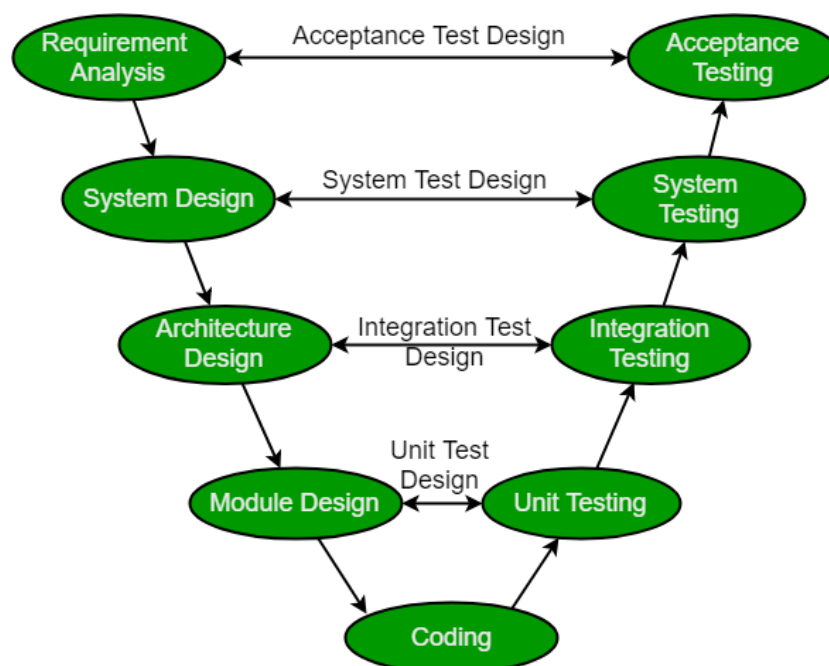 Requirement
Analysis
Acceptance Test Design
Acceptance
Testing
System Design
System Test Design
System
Testing
Architecture
Design
Integration Test
Design
Integration
Testing
Module Design
Unit Test
Design
Unit Testing
Coding